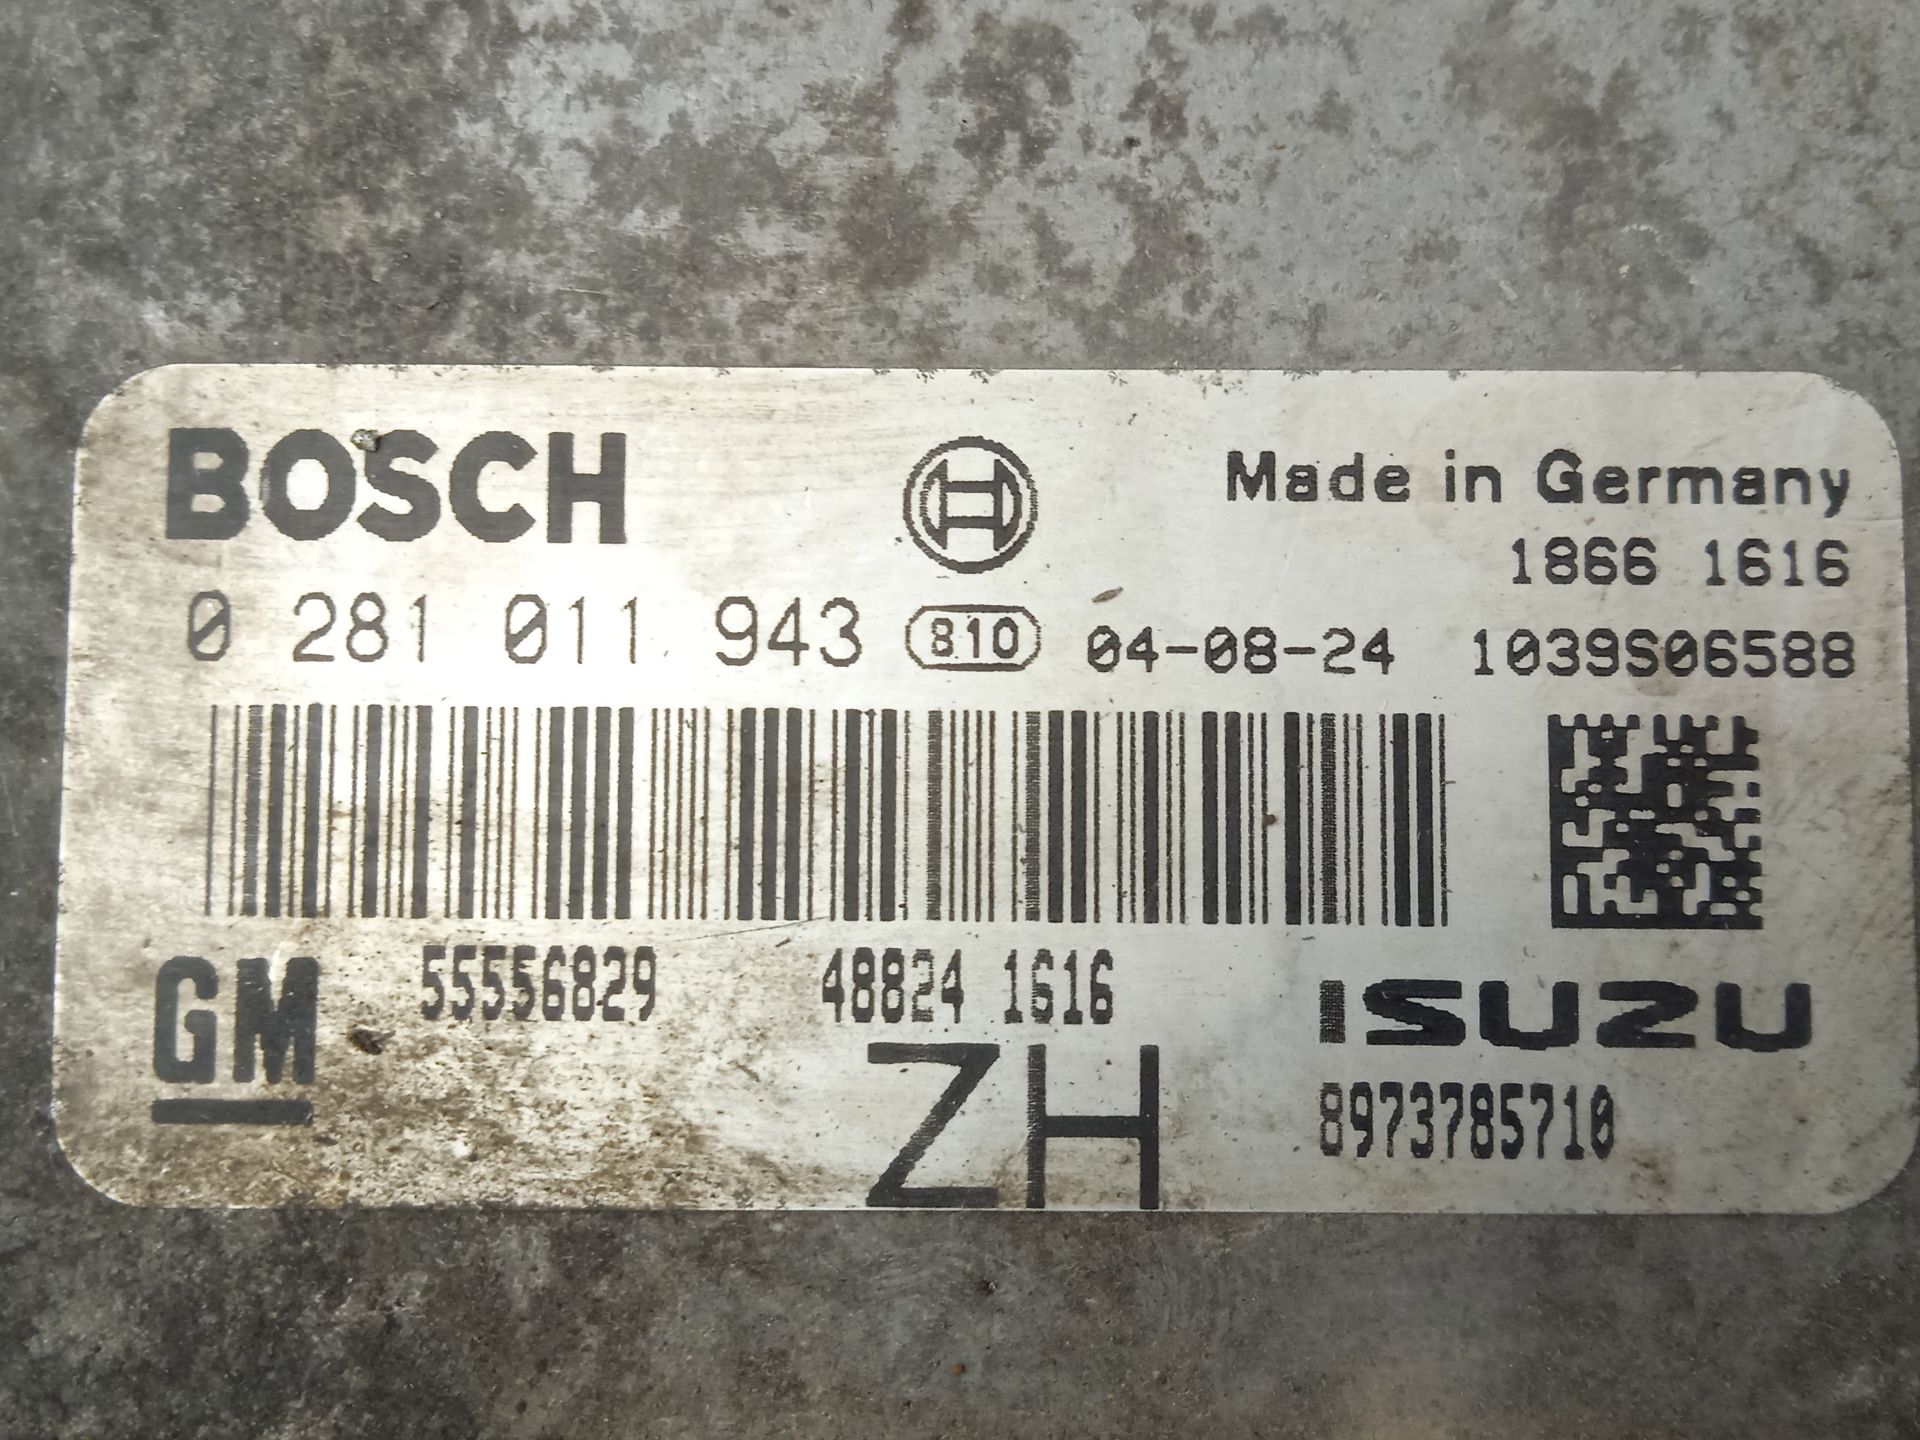 BOSCH
Made in Germany
1866 1616
0 281 011 943 810 04-08-24 1039S06588
GM 55556829 48824 1616 ISUZU
ZH 8973785710